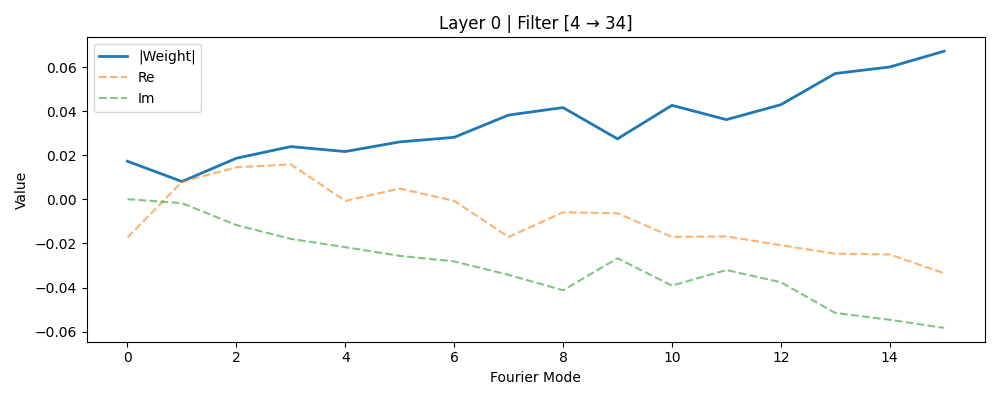 Layer 0 | Filter [4 → 34]
|Weight|
Re
Im
0.06
0.04
0.02
0.00
−0.02
−0.04
−0.06
Value
0 2 4 6 8 10 12 14
Fourier Mode